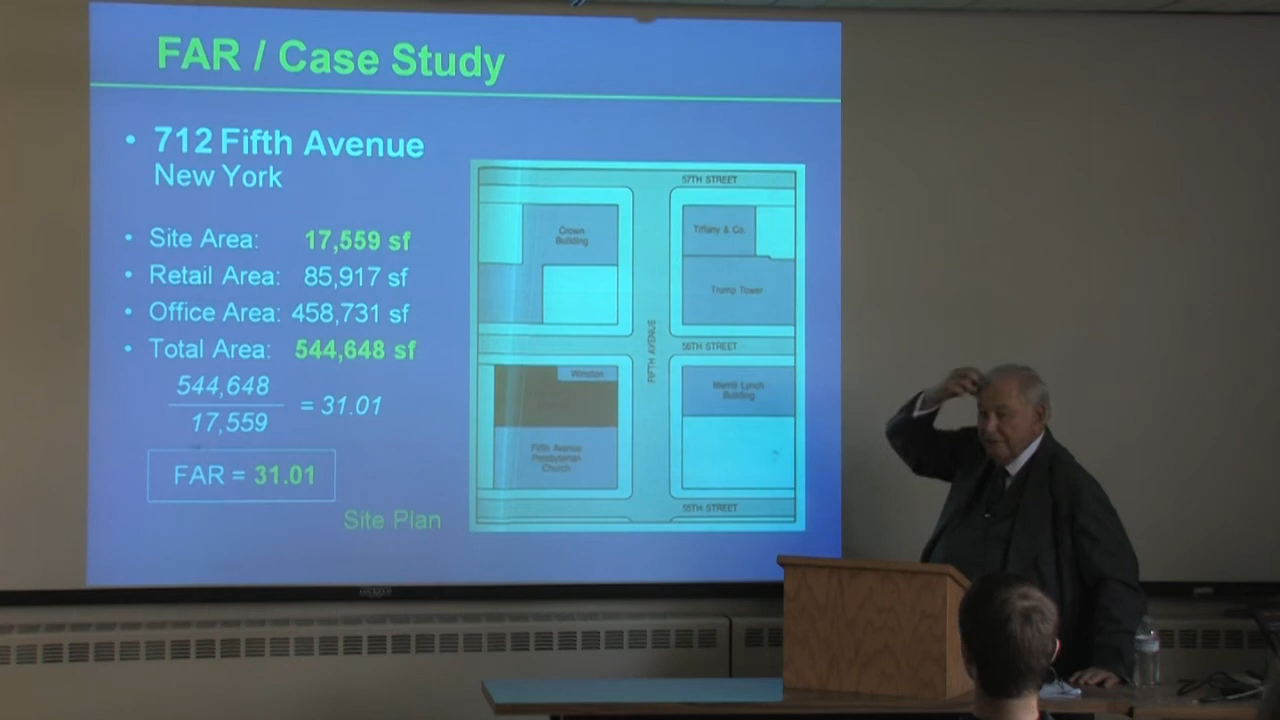 FAR / Case Study
• 712 Fifth Avenue
New York
• Site Area: 17,559 sf
• Retail Area: 85,917 sf
• Office Area: 458,731 sf
• Total Area: 544,648 sf
544,648
17,559
= 31.01
FAR = 31.01
Site Plan
57TH STREET
Crown
Building
Tiffany & Co.
Trump Tower
FIFTH AVENUE
56TH STREET
Winston
Merrill Lynch
Building
Fifth Avenue
Presbyterian
Church
55TH STREET